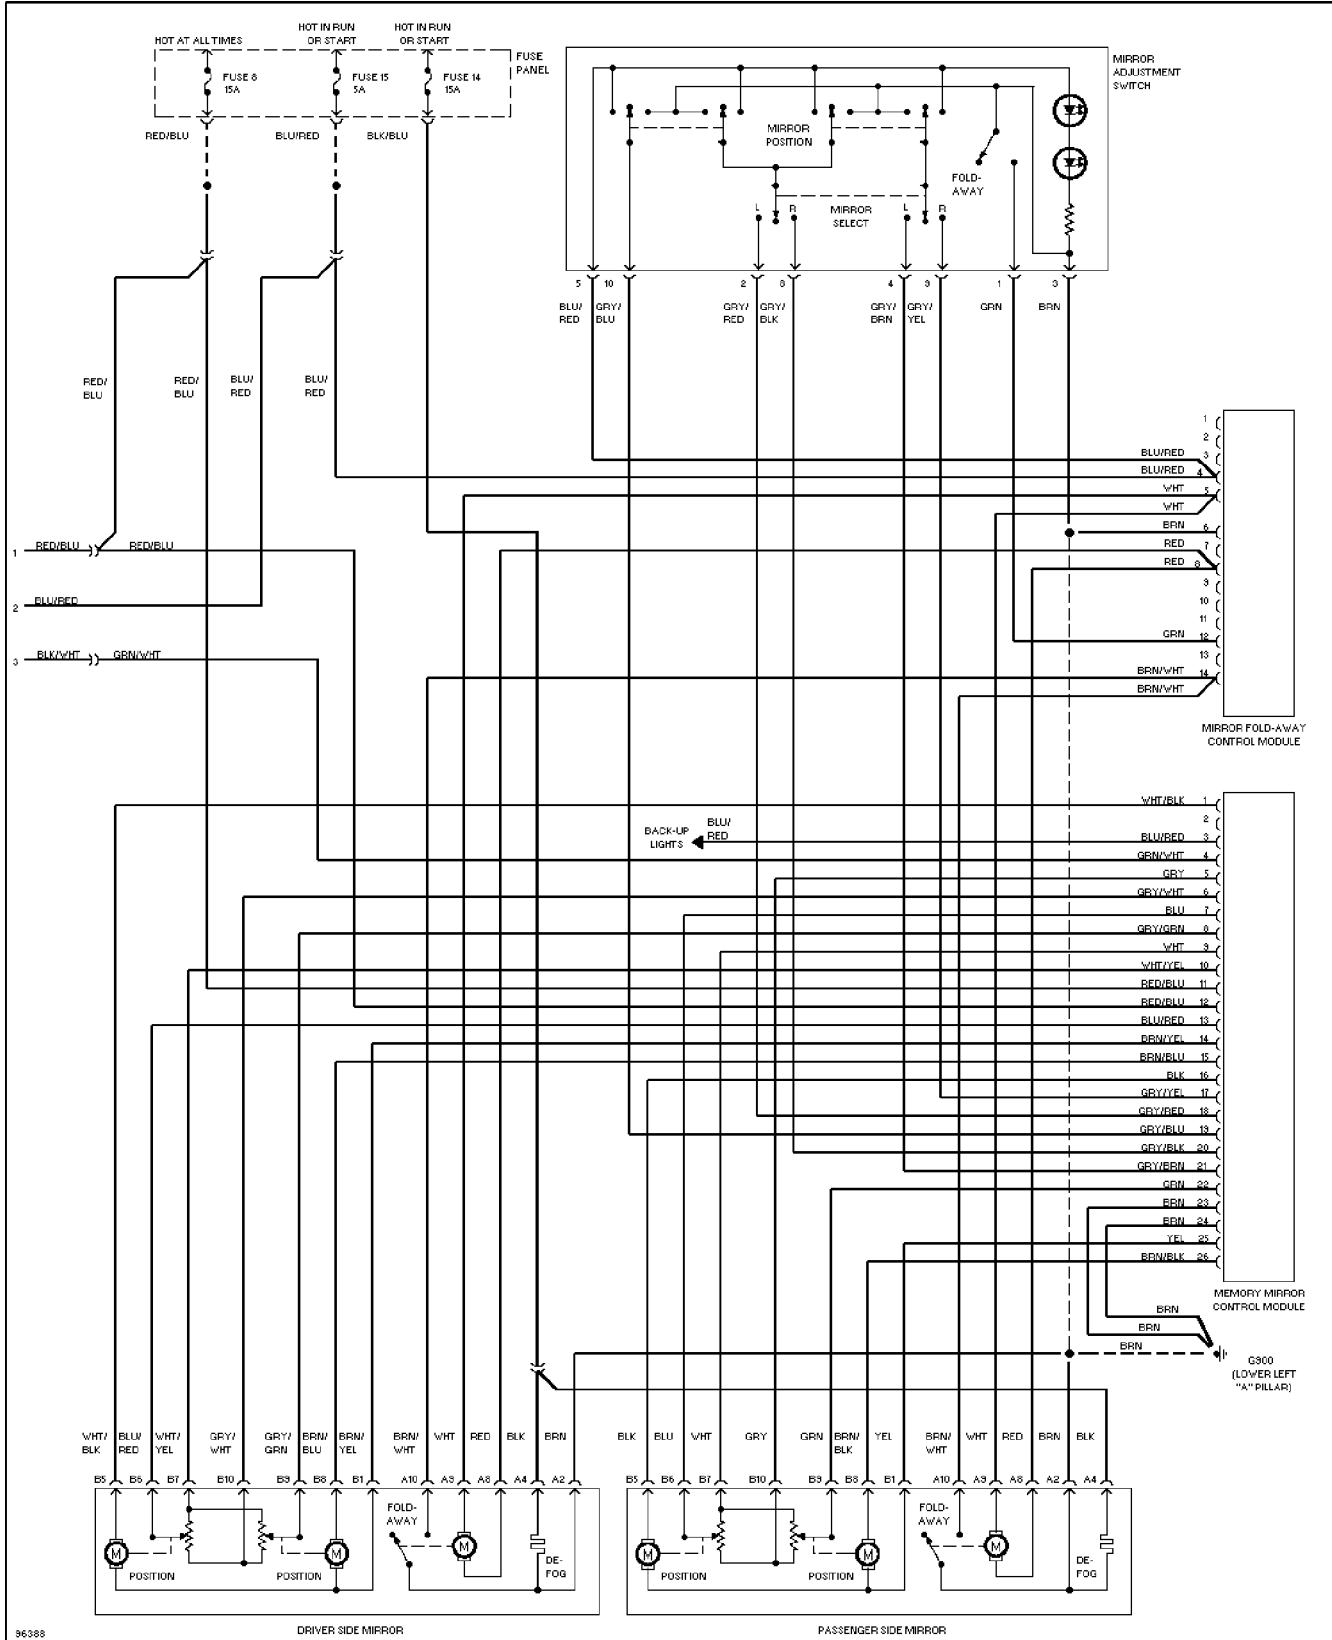 HOT AT ALL TIMES
HOT IN RUN
OR START
HOT IN RUN
OR START
FUSE 8
15A
FUSE 15
5A
FUSE 14
15A
FUSE
PANEL
RED/BLU
BLU/RED
BLK/BLU
MIRROR
ADJUSTMENT
SWITCH
MIRROR
POSITION
FOLD-
AWAY
L
R
MIRROR
SELECT
L
R
5
10
2
8
4
9
1
3
BLU/
RED
GRY/
BLU
GRY/
RED
GRY/
BLK
GRY/
BRN
GRY/
YEL
GRN
BRN
RED/
BLU
RED/
BLU
BLU/
RED
BLU/
RED
1 RED/BLU
RED/BLU
2 BLU/RED
3 BLK/WHT
GRN/WHT
1
2
BLU/RED 3
BLU/RED 4
WHT 5
WHT
BRN 6
RED 7
RED 8
9
10
11
GRN 12
13
BRN/WHT 14
BRN/WHT
MIRROR FOLD-AWAY
CONTROL MODULE
BACK-UP
LIGHTS
BLU/
RED
WHT/BLK 1
2
BLU/RED 3
GRN/WHT 4
GRY 5
GRY/WHT 6
BLU 7
GRY/GRN 8
WHT 9
WHT/YEL 10
RED/BLU 11
RED/BLU 12
BLU/RED 13
BRN/YEL 14
BRN/BLU 15
BLK 16
GRY/YEL 17
GRY/RED 18
GRY/BLU 19
GRY/BLK 20
GRY/BRN 21
GRN 22
BRN 23
BRN 24
YEL 25
BRN/BLK 26
MEMORY MIRROR
CONTROL MODULE
BRN
BRN
BRN
G900
(LOWER LEFT
"A" PILLAR)
WHT/
BLK
BLU/
RED
WHT/
YEL
GRY/
WHT
GRY/
GRN
BRN/
BLU
BRN/
YEL
BRN/
WHT
WHT
RED
BLK
BRN
BLK
BLU
WHT
GRY
GRN
BRN/
BLK
YEL
BRN/
WHT
WHT
RED
BRN
BLK
B5
B6
B7
B10
B9
B8
B1
A10
A9
A8
A4
A2
B5
B6
B7
B10
B9
B8
B1
A10
A9
A8
A2
A4
M
POSITION
POSITION
M
FOLD-
AWAY
M
DE-
FOG
M
POSITION
POSITION
M
FOLD-
AWAY
M
DE-
FOG
DRIVER SIDE MIRROR
PASSENGER SIDE MIRROR
96388